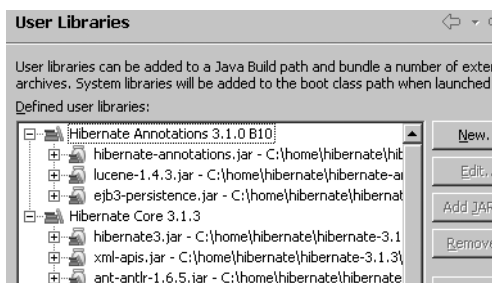 User Libraries
User libraries can be added to a Java Build path and bundle a number of exter
archives. System libraries will be added to the boot class path when launched
Defined user libraries:
Hibernate Annotations 3.1.0 B10
hibernate-annotations.jar - C:\home\hibernate\hib
lucene-1.4.3.jar - C:\home\hibernate\hibernate-a
ejb3-persistence.jar - C:\home\hibernate\hibernat
Hibernate Core 3.1.3
hibernate3.jar - C:\home\hibernate\hibernate-3.1
xml-apis.jar - C:\home\hibernate\hibernate-3.1.3\
ant-antlr-1.6.5.jar - C:\home\hibernate\hibernate
New.
Edit..
Add JAR
Remove